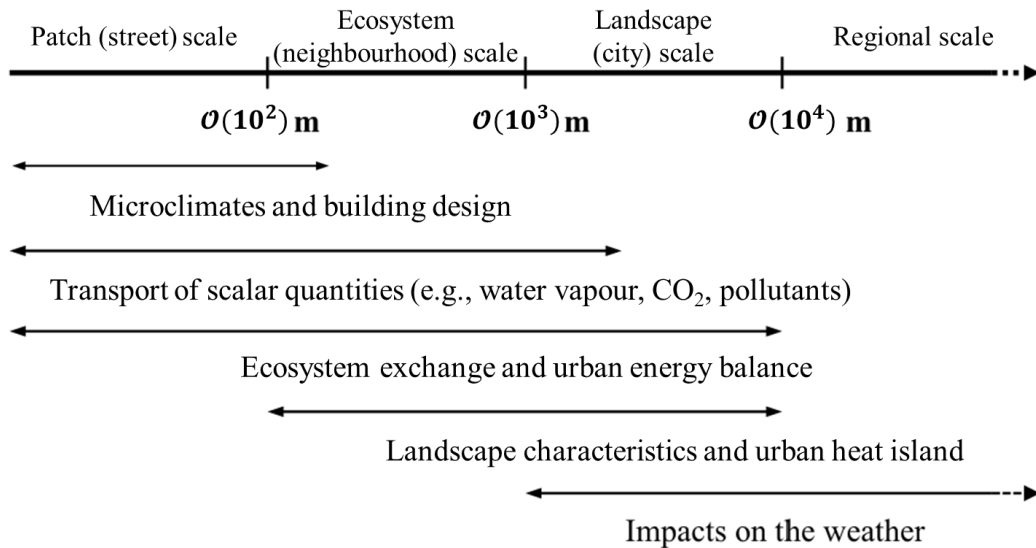 Patch (street) scale
Ecosystem
(neighbourhood) scale
Landscape
(city) scale
Regional scale
𝒪(10²) m
𝒪(10³) m
𝒪(10⁴) m
Microclimates and building design
Transport of scalar quantities (e.g., water vapour, CO₂, pollutants)
Ecosystem exchange and urban energy balance
Landscape characteristics and urban heat island
Impacts on the weather